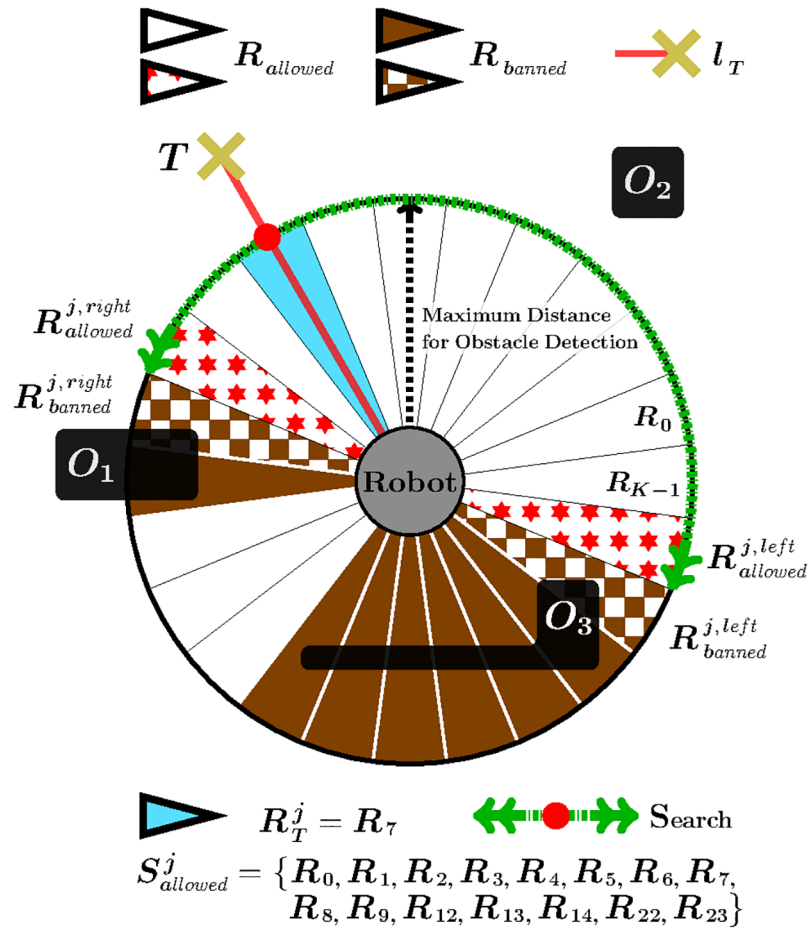 R_allowed R_banned l_T
T
O_2
R^{j,right}_allowed
Maximum Distance
for Obstacle Detection
R^{j,right}_banned
R_0
O_1
Robot
R_{K−1}
R^{j,left}_allowed
O_3
R^{j,left}_banned
R^j_T = R_7 Search
S^j_allowed = {R_0, R_1, R_2, R_3, R_4, R_5, R_6, R_7,
R_8, R_9, R_12, R_13, R_14, R_22, R_23}